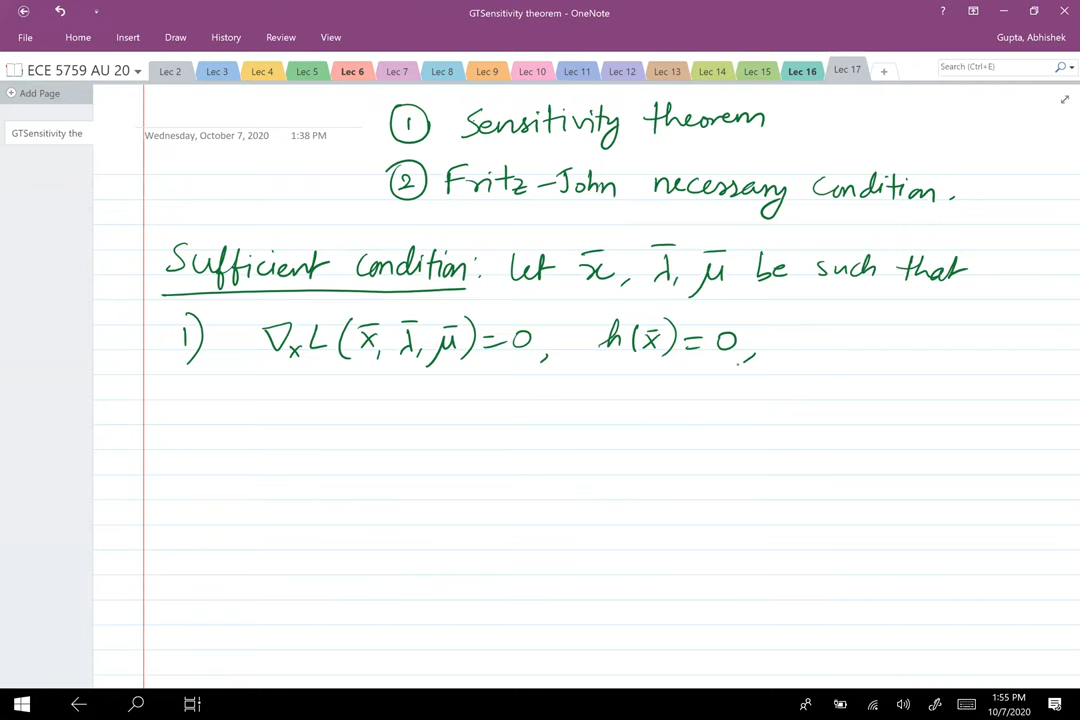 GTSensitivity theorem - OneNote
File Home Insert Draw History Review View
Gupta, Abhishek
ECE 5759 AU 20
Lec 2 Lec 3 Lec 4 Lec 5 Lec 6 Lec 7 Lec 8 Lec 9 Lec 10 Lec 11 Lec 12 Lec 13 Lec 14 Lec 15 Lec 16 Lec 17
Search (Ctrl+E)
Add Page
GTSensitivity the
Wednesday, October 7, 2020 1:38 PM
① Sensitivity theorem
② Fritz-John necessary condition.
Sufficient condition: Let x̄, λ̄, μ̄ be such that
1) ∇ₓL(x̄, λ̄, μ̄) = 0, h(x̄) = 0,
1:55 PM
10/7/2020